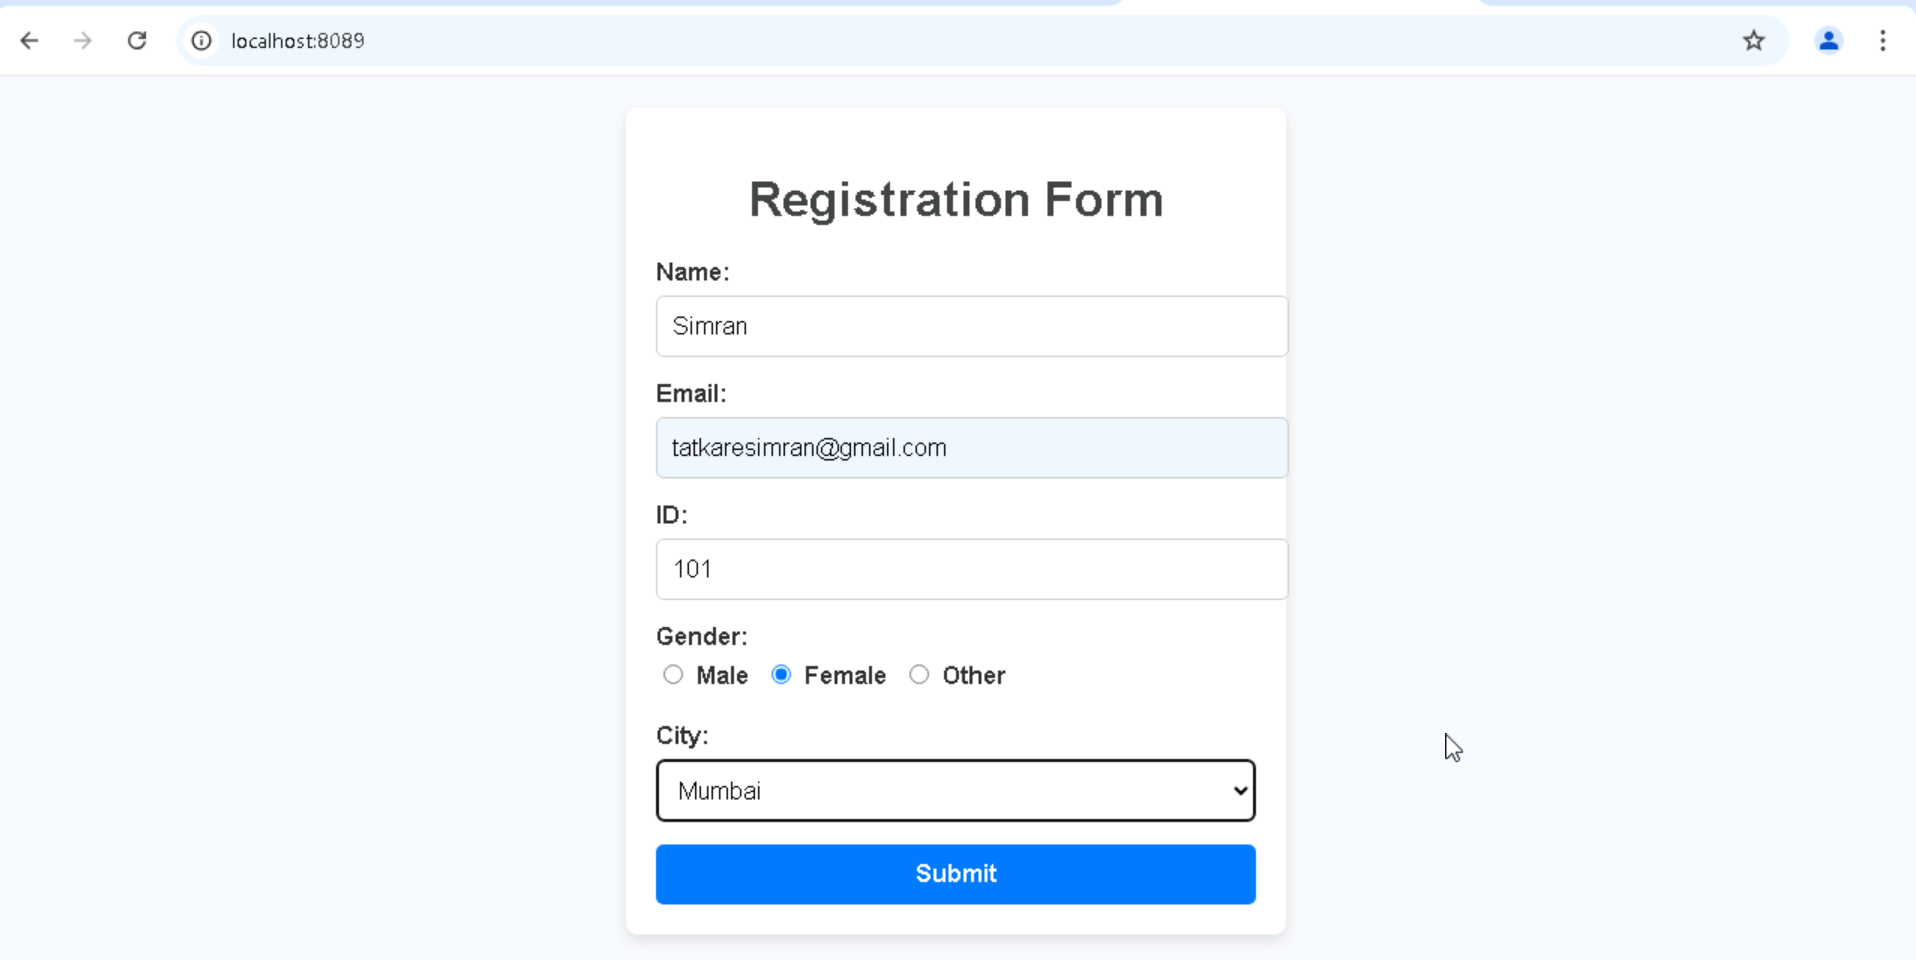 localhost:8089
Registration Form
Name:
Simran
Email:
tatkaresimran@gmail.com
ID:
101
Gender:
Male Female Other
City:
Mumbai
Submit